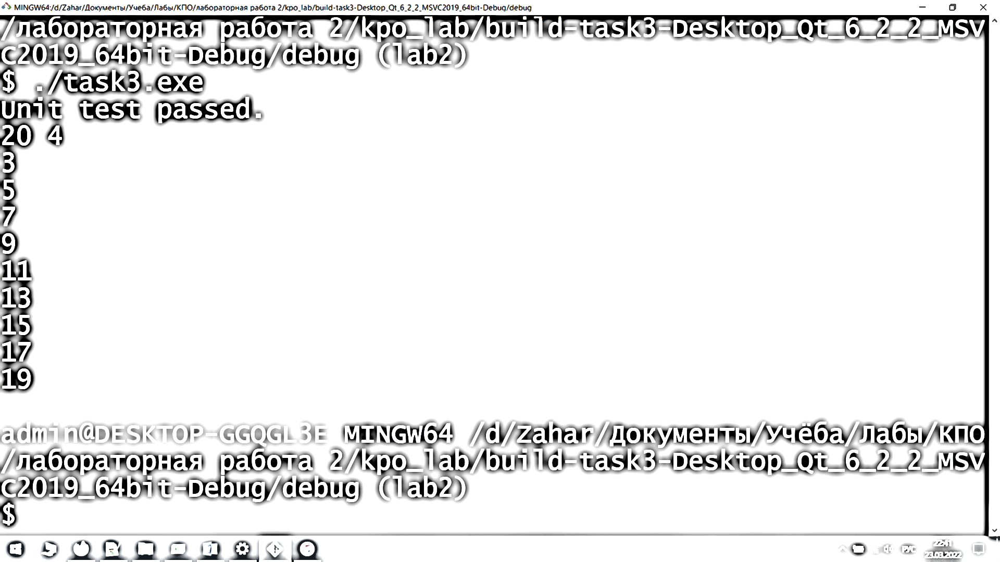 MINGW64:/d/Zahar/Документы/Учёба/Лабы/КПО/лабораторная работа 2/kpo_lab/build-task3-Desktop_Qt_6_2_2_MSVC2019_64bit-Debug/debug
/лабораторная работа 2/kpo_lab/build-task3-Desktop_Qt_6_2_2_MSV
C2019_64bit-Debug/debug (lab2)
$ ./task3.exe
Unit test passed.
20 4
3
5
7
9
11
13
15
17
19
admin@DESKTOP-GGQGL3E MINGW64 /d/Zahar/Документы/Учёба/Лабы/КПО
/лабораторная работа 2/kpo_lab/build-task3-Desktop_Qt_6_2_2_MSV
C2019_64bit-Debug/debug (lab2)
$
РУС
22:41
23.03.2022